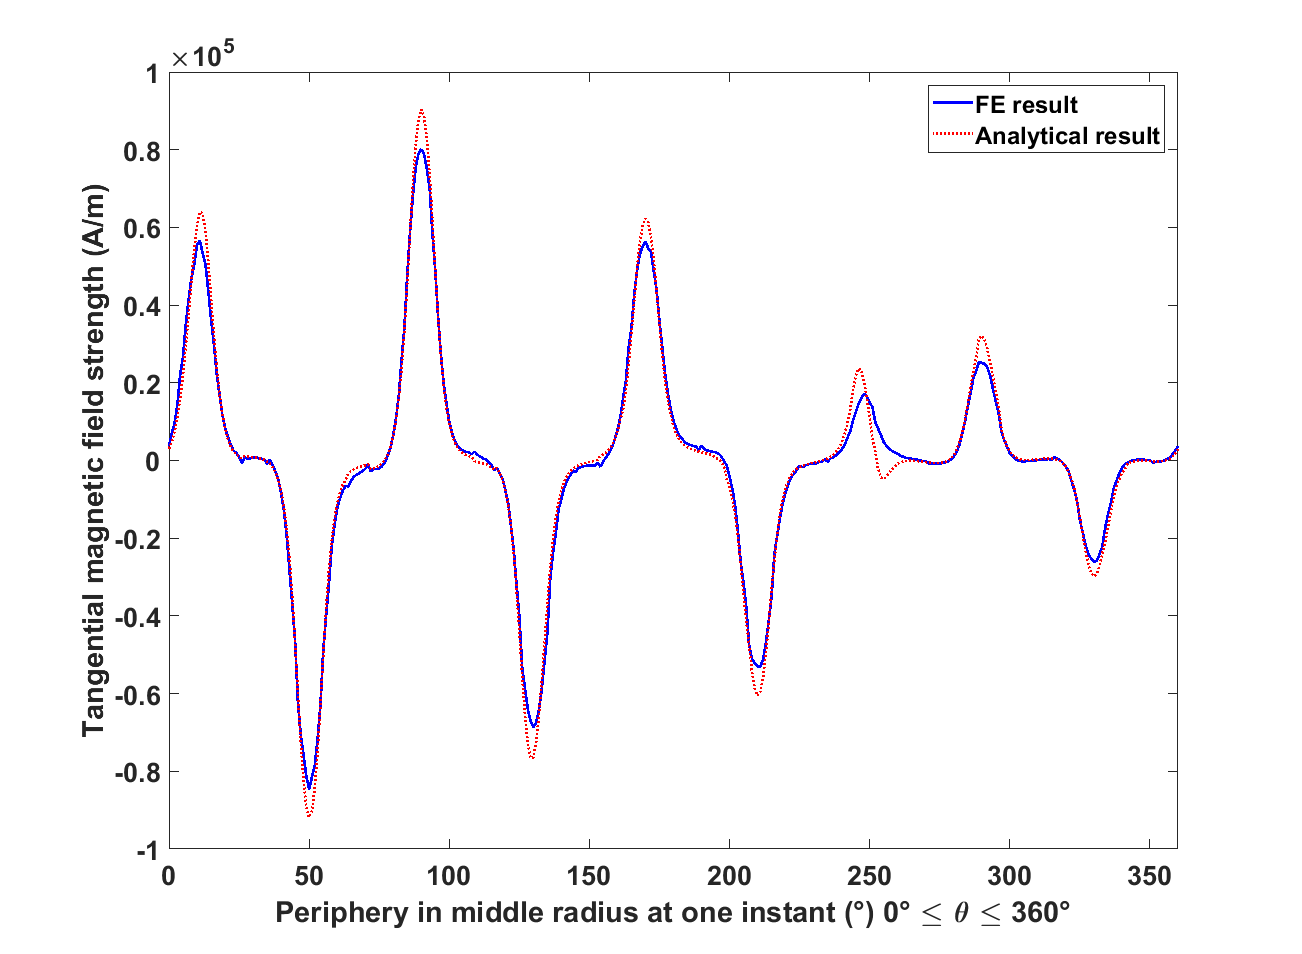 ×10⁵
1
0.8
0.6
0.4
0.2
0
-0.2
-0.4
-0.6
-0.8
-1
Tangential magnetic field strength (A/m)
FE result
Analytical result
0 50 100 150 200 250 300 350
Periphery in middle radius at one instant (°) 0° ≤ θ ≤ 360°